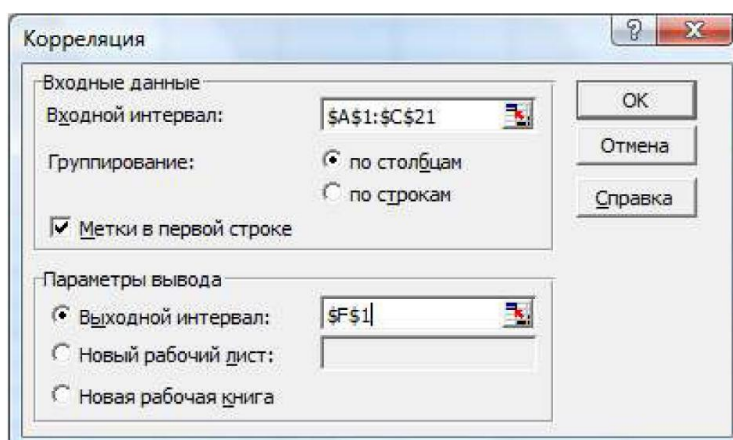 Корреляция
Входные данные
Входной интервал: $A$1:$C$21
Группирование: по столбцам
по строкам
Метки в первой строке
OK
Отмена
Справка
Параметры вывода
Выходной интервал: $F$1
Новый рабочий лист:
Новая рабочая книга